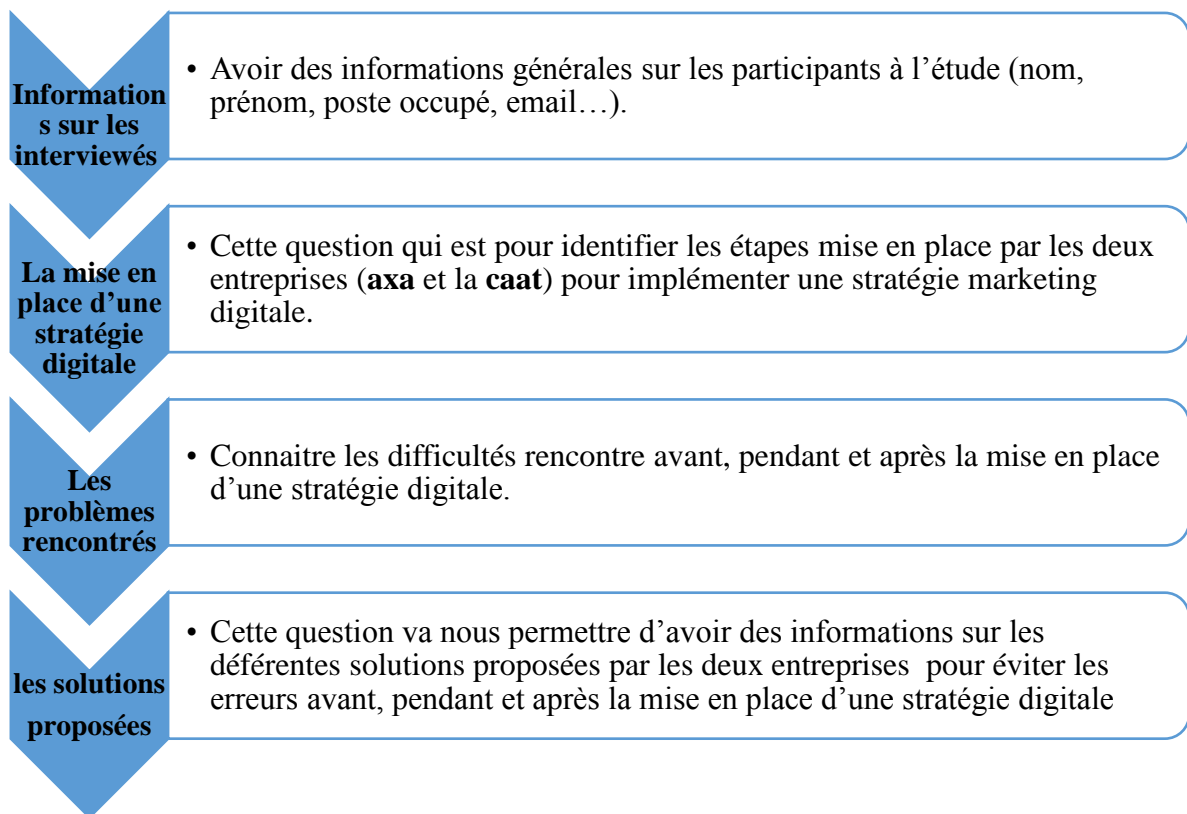 Information
s sur les
interviewés
• Avoir des informations générales sur les participants à l'étude (nom,
prénom, poste occupé, email…).
La mise en
place d'une
stratégie
digitale
• Cette question qui est pour identifier les étapes mise en place par les deux
entreprises (axa et la caat) pour implémenter une stratégie marketing
digitale.
Les
problèmes
rencontrés
• Connaitre les difficultés rencontre avant, pendant et après la mise en place
d'une stratégie digitale.
les solutions
proposées
• Cette question va nous permettre d'avoir des informations sur les
déférentes solutions proposées par les deux entreprises pour éviter les
erreurs avant, pendant et après la mise en place d'une stratégie digitale